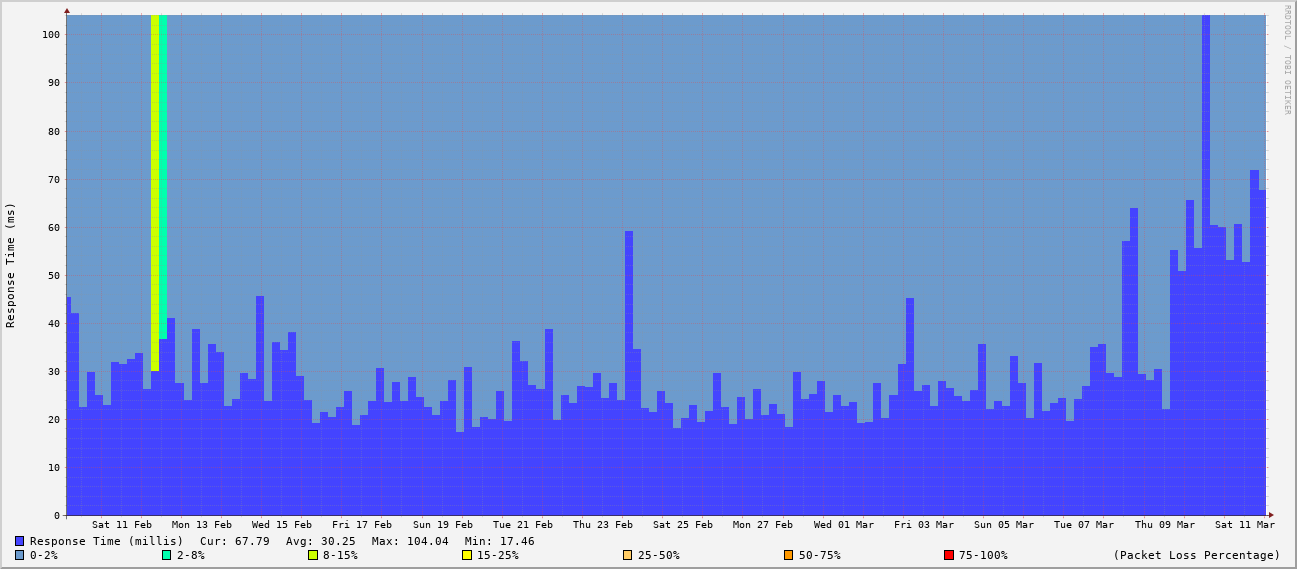 RRDTOOL / TOBI OETIKER
Response Time (ms)
100
90
80
70
60
50
40
30
20
10
0
Sat 11 Feb Mon 13 Feb Wed 15 Feb Fri 17 Feb Sun 19 Feb Tue 21 Feb Thu 23 Feb Sat 25 Feb Mon 27 Feb Wed 01 Mar Fri 03 Mar Sun 05 Mar Tue 07 Mar Thu 09 Mar Sat 11 Mar
Response Time (millis) Cur: 67.79 Avg: 30.25 Max: 104.04 Min: 17.46
0-2% 2-8% 8-15% 15-25% 25-50% 50-75% 75-100% (Packet Loss Percentage)